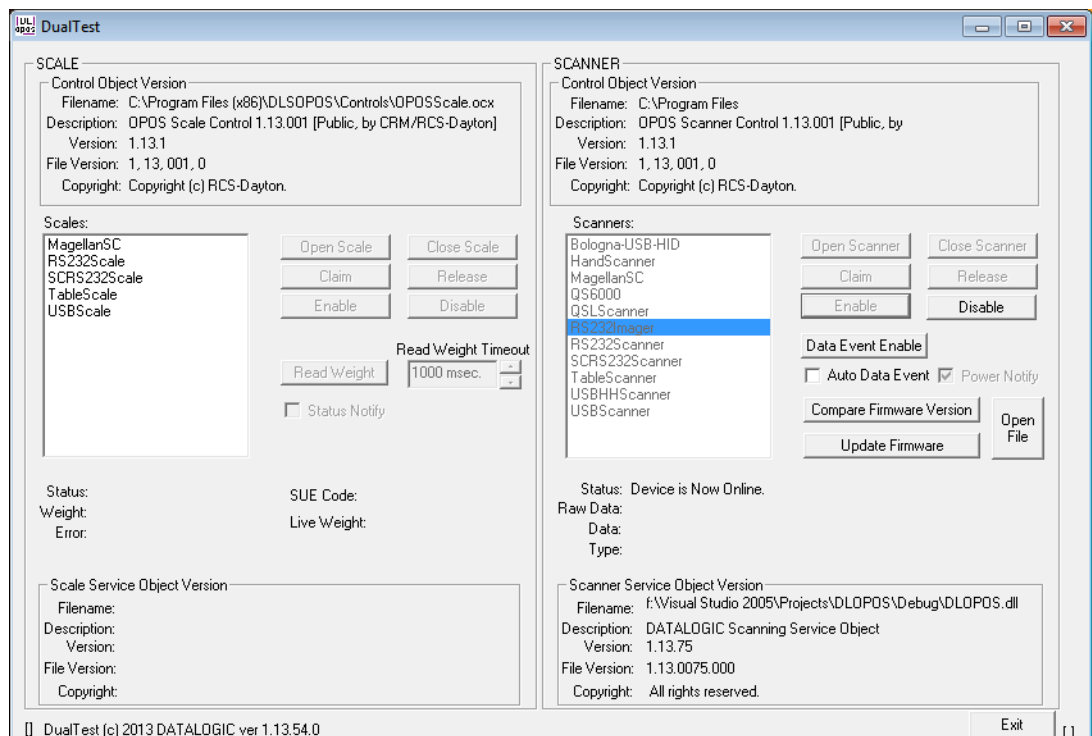 UL
opos
DualTest
SCALE
Control Object Version
Filename: C:\Program Files (x86)\DLSOPOS\Controls\OPOSScale.ocx
Description: OPOS Scale Control 1.13.001 [Public, by CRM/RCS-Dayton]
Version: 1.13.1
File Version: 1, 13, 001, 0
Copyright: Copyright (c) RCS-Dayton.
Scales:
MagellanSC
RS232Scale
SCRS232Scale
TableScale
USBScale
Open Scale
Close Scale
Claim
Release
Enable
Disable
Read Weight Timeout
Read Weight
1000 msec.
Status Notify
Status:
Weight:
Error:
SUE Code:
Live Weight:
Scale Service Object Version
Filename:
Description:
Version:
File Version:
Copyright:
SCANNER
Control Object Version
Filename: C:\Program Files
Description: OPOS Scanner Control 1.13.001 [Public, by
Version: 1.13.1
File Version: 1, 13, 001, 0
Copyright: Copyright (c) RCS-Dayton.
Scanners:
Bologna-USB-HID
HandScanner
MagellanSC
QS6000
QSLScanner
RS232Imager
RS232Scanner
SCRS232Scanner
TableScanner
USBHHScanner
USBScanner
Open Scanner
Close Scanner
Claim
Release
Enable
Disable
Data Event Enable
Auto Data Event
Power Notify
Compare Firmware Version
Update Firmware
Open
File
Status: Device is Now Online.
Raw Data:
Data:
Type:
Scanner Service Object Version
Filename: f:\Visual Studio 2005\Projects\DLOPOS\Debug\DLOPOS.dll
Description: DATALOGIC Scanning Service Object
Version: 1.13.75
File Version: 1.13.0075.000
Copyright: All rights reserved.
[] DualTest (c) 2013 DATALOGIC ver 1.13.54.0
Exit
[ ]